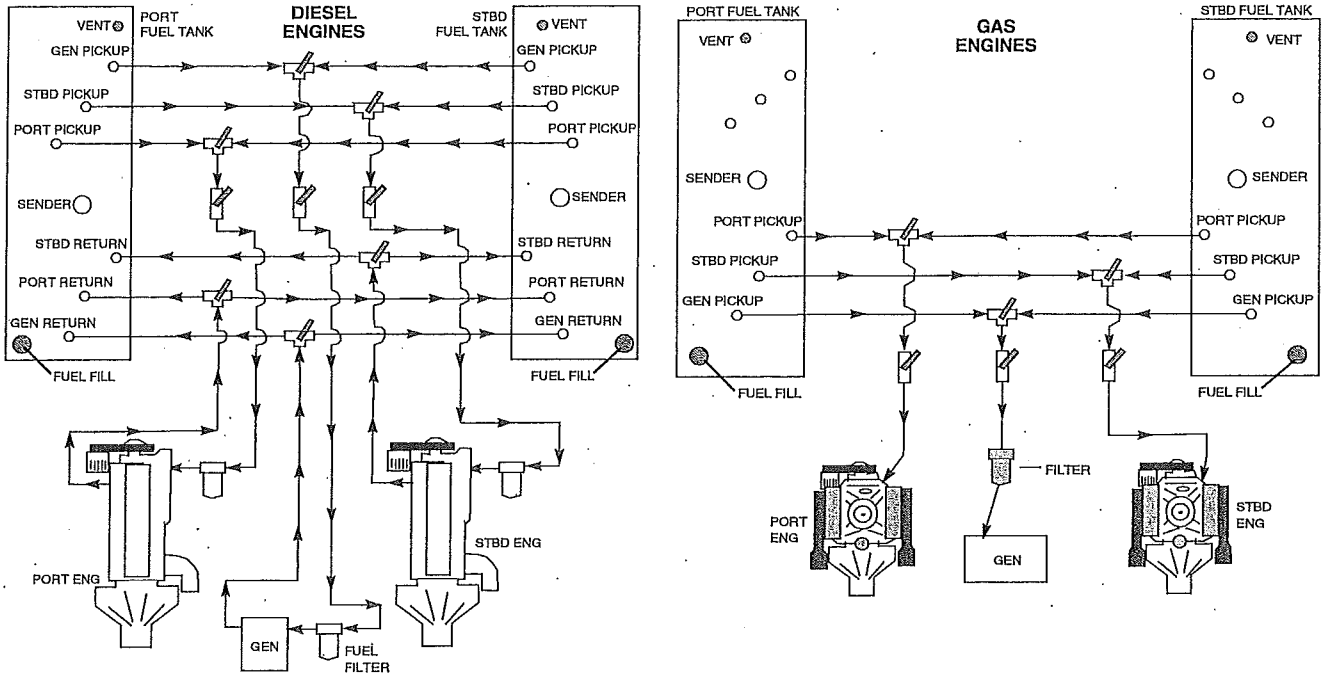 DIESEL
ENGINES
VENT
PORT
FUEL TANK
GEN PICKUP
STBD PICKUP
PORT PICKUP
SENDER
STBD RETURN
PORT RETURN
GEN RETURN
FUEL FILL
STBD
FUEL TANK
VENT
GEN PICKUP
STBD PICKUP
PORT PICKUP
SENDER
STBD RETURN
PORT RETURN
GEN RETURN
FUEL FILL
PORT ENG
STBD ENG
GEN
FUEL
FILTER
GAS
ENGINES
PORT FUEL TANK
VENT
SENDER
PORT PICKUP
STBD PICKUP
GEN PICKUP
FUEL FILL
STBD FUEL TANK
VENT
SENDER
PORT PICKUP
STBD PICKUP
GEN PICKUP
FUEL FILL
FILTER
PORT
ENG
GEN
STBD
ENG